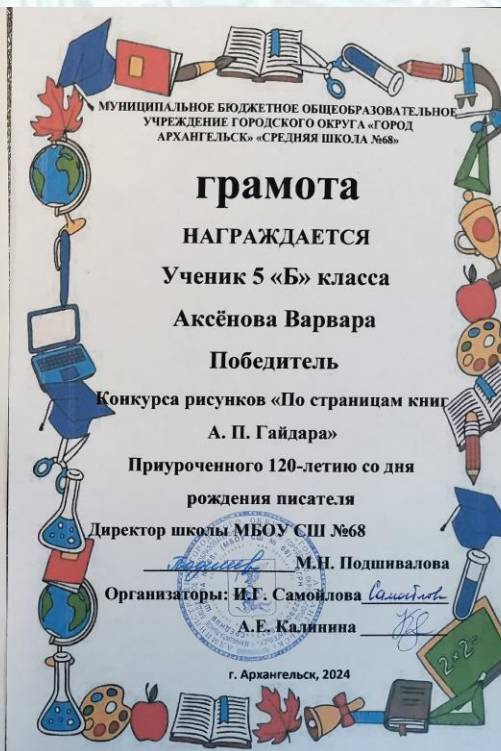 МУНИЦИПАЛЬНОЕ БЮДЖЕТНОЕ ОБЩЕОБРАЗОВАТЕЛЬНОЕ
УЧРЕЖДЕНИЕ ГОРОДСКОГО ОКРУГА «ГОРОД
АРХАНГЕЛЬСК» «СРЕДНЯЯ ШКОЛА №68»
грамота
НАГРАЖДАЕТСЯ
Ученик 5 «Б» класса
Аксёнова Варвара
Победитель
Конкурса рисунков «По страницам книг
А. П. Гайдара»
Приуроченного 120-летию со дня
рождения писателя
Директор школы МБОУ СШ №68
М.Н. Подшивалова
Организаторы: И.Г. Самойлова
А.Е. Калинина
2×2=
г. Архангельск, 2024